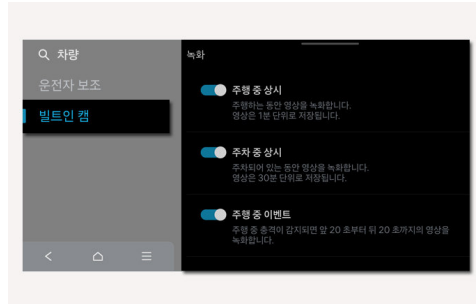 차량
녹화
운전자 보조
빌트인 캠
주행 중 상시
주행하는 동안 영상을 녹화합니다.
영상은 1분 단위로 저장됩니다.
주차 중 상시
주차되어 있는 동안 영상을 녹화합니다.
영상은 30분 단위로 저장됩니다.
주행 중 이벤트
주행 중 충격이 감지되면 앞 20 초부터 뒤 20 초까지의 영상을
녹화합니다.